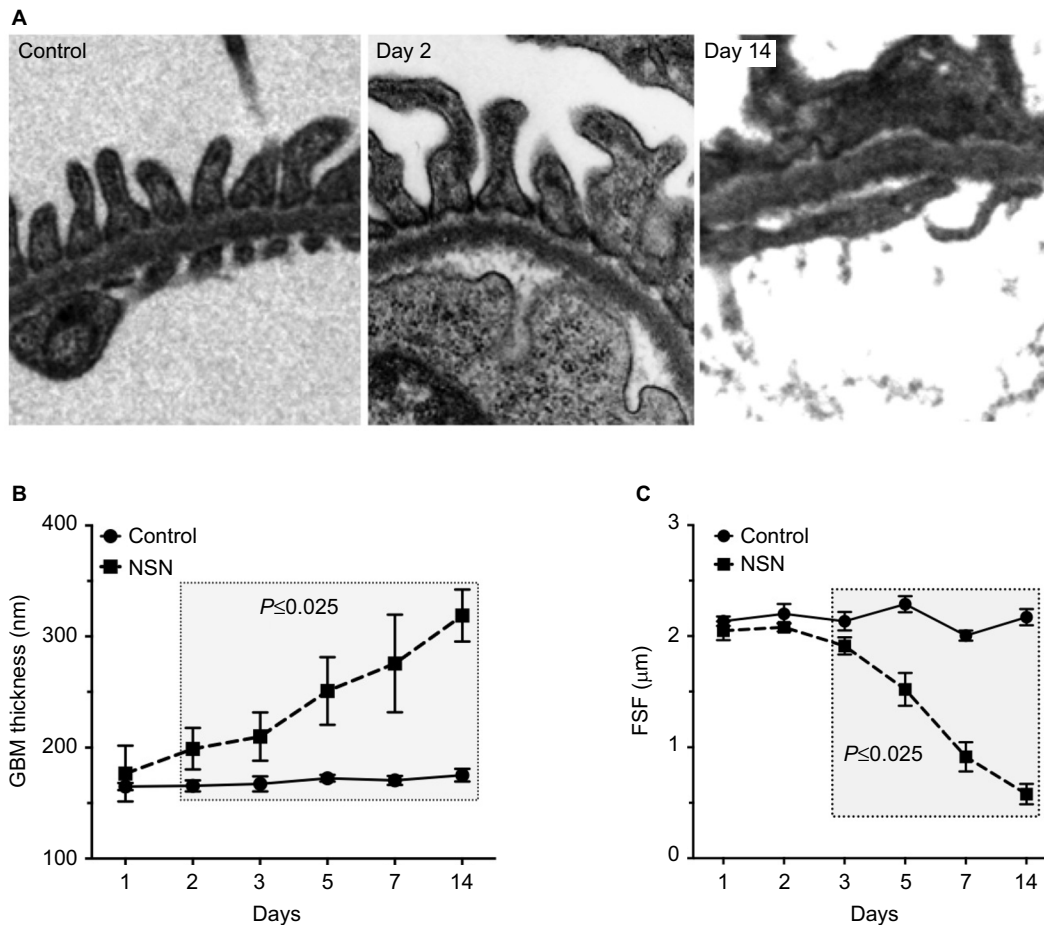 A
Control
Day 2
Day 14
B
Control
NSN
P≤0.025
GBM thickness (nm)
400
300
200
100
1 2 3 5 7 14
Days
C
Control
NSN
P≤0.025
FSF (μm)
3
2
1
0
1 2 3 5 7 14
Days